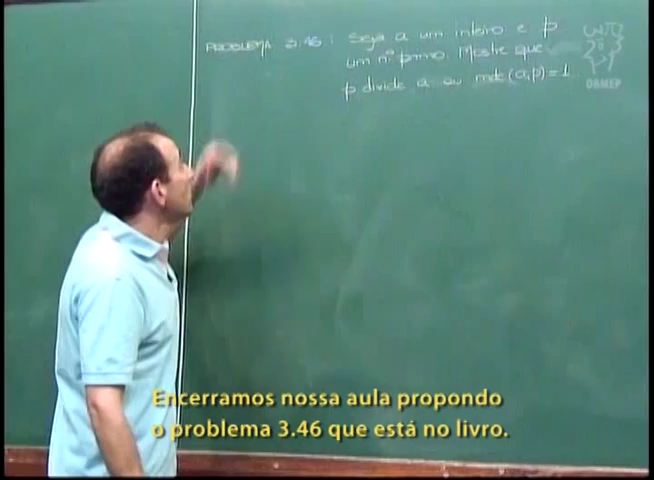 PROBLEMA 3.46: Seja a um inteiro e p
um nº primo. Mostre que
p divide a ou mdc(a,p)=1
OBMEP
Encerramos nossa aula propondo
o problema 3.46 que está no livro.